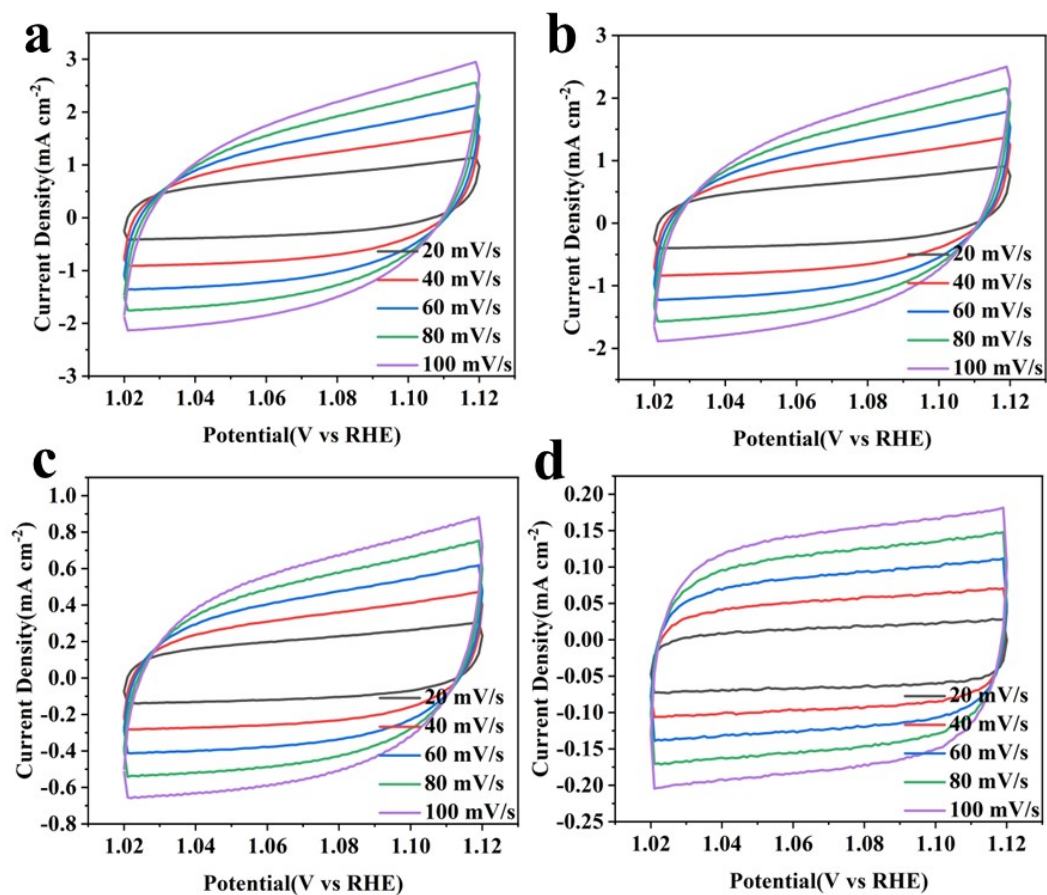 a
3
2
1
0
-1
-2
-3
Current Density(mA cm-2)
20 mV/s
40 mV/s
60 mV/s
80 mV/s
100 mV/s
1.02 1.04 1.06 1.08 1.10 1.12
Potential(V vs RHE)
b
3
2
1
0
-1
-2
Current Density(mA cm-2)
20 mV/s
40 mV/s
60 mV/s
80 mV/s
100 mV/s
1.02 1.04 1.06 1.08 1.10 1.12
Potential(V vs RHE)
c
1.0
0.8
0.6
0.4
0.2
0.0
-0.2
-0.4
-0.6
-0.8
Current Density(mA cm-2)
20 mV/s
40 mV/s
60 mV/s
80 mV/s
100 mV/s
1.02 1.04 1.06 1.08 1.10 1.12
Potential(V vs RHE)
d
0.20
0.15
0.10
0.05
0.00
-0.05
-0.10
-0.15
-0.20
-0.25
Current Density(mA cm-2)
20 mV/s
40 mV/s
60 mV/s
80 mV/s
100 mV/s
1.02 1.04 1.06 1.08 1.10 1.12
Potential(V vs RHE)